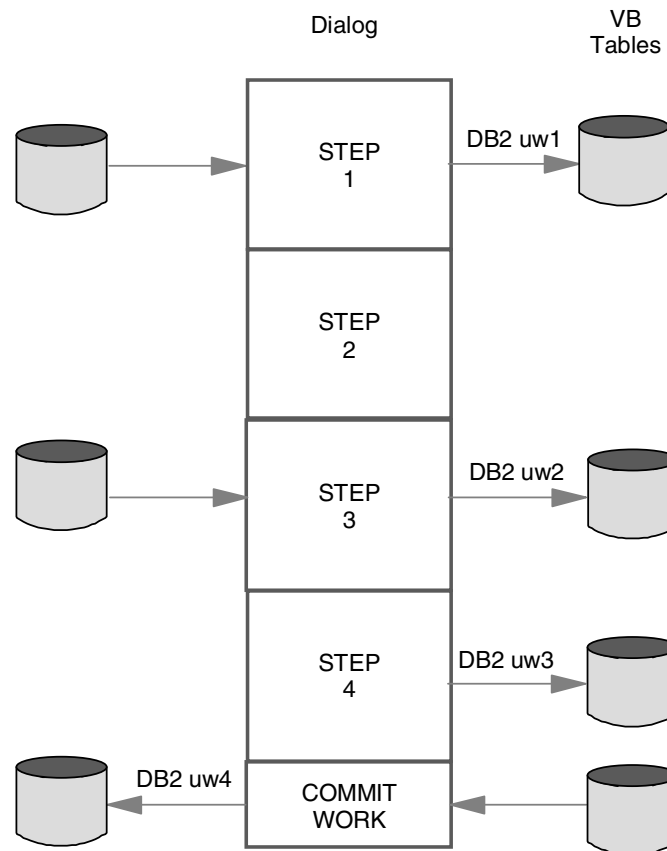 Dialog
VB
Tables
STEP
1
DB2 uw1
STEP
2
STEP
3
DB2 uw2
STEP
4
DB2 uw3
DB2 uw4
COMMIT
WORK